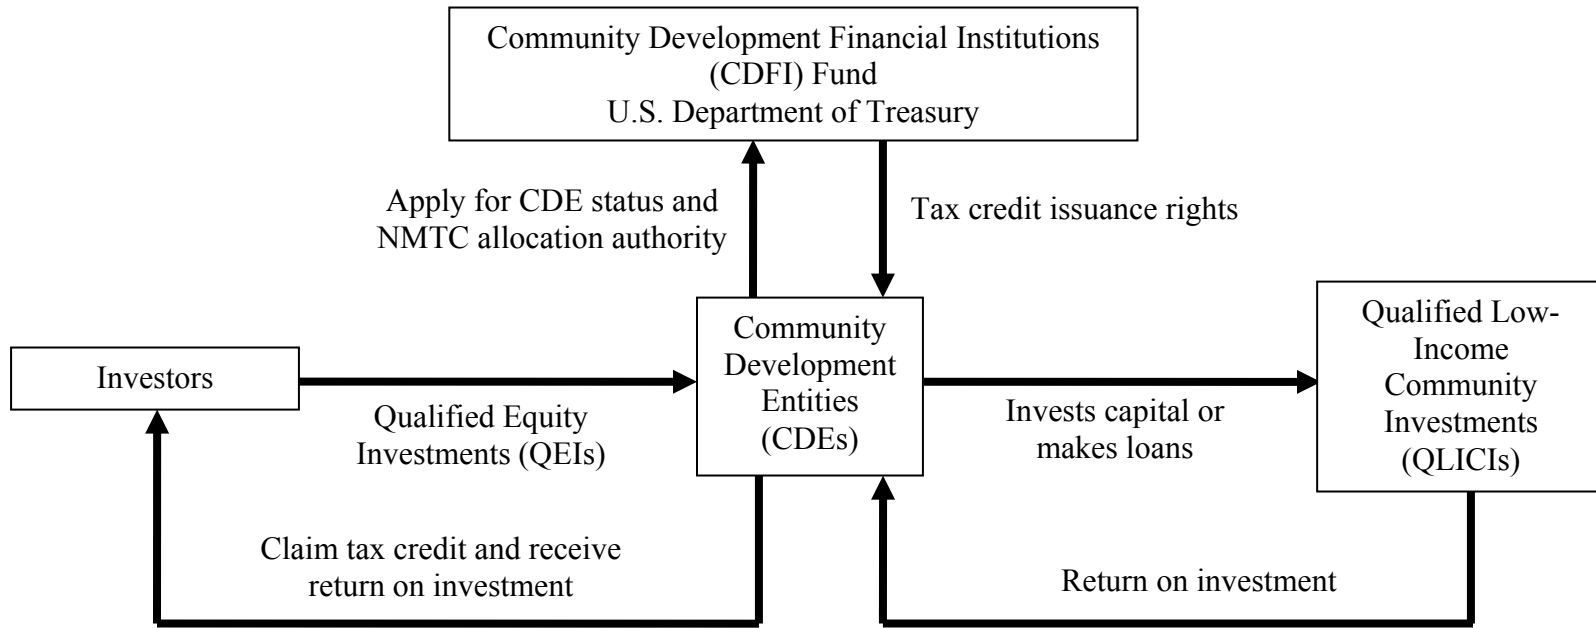 Community Development Financial Institutions
(CDFI) Fund
U.S. Department of Treasury
Apply for CDE status and
NMTC allocation authority
Tax credit issuance rights
Investors
Qualified Equity
Investments (QEIs)
Community
Development
Entities
(CDEs)
Invests capital or
makes loans
Qualified Low-
Income
Community
Investments
(QLICIs)
Claim tax credit and receive
return on investment
Return on investment